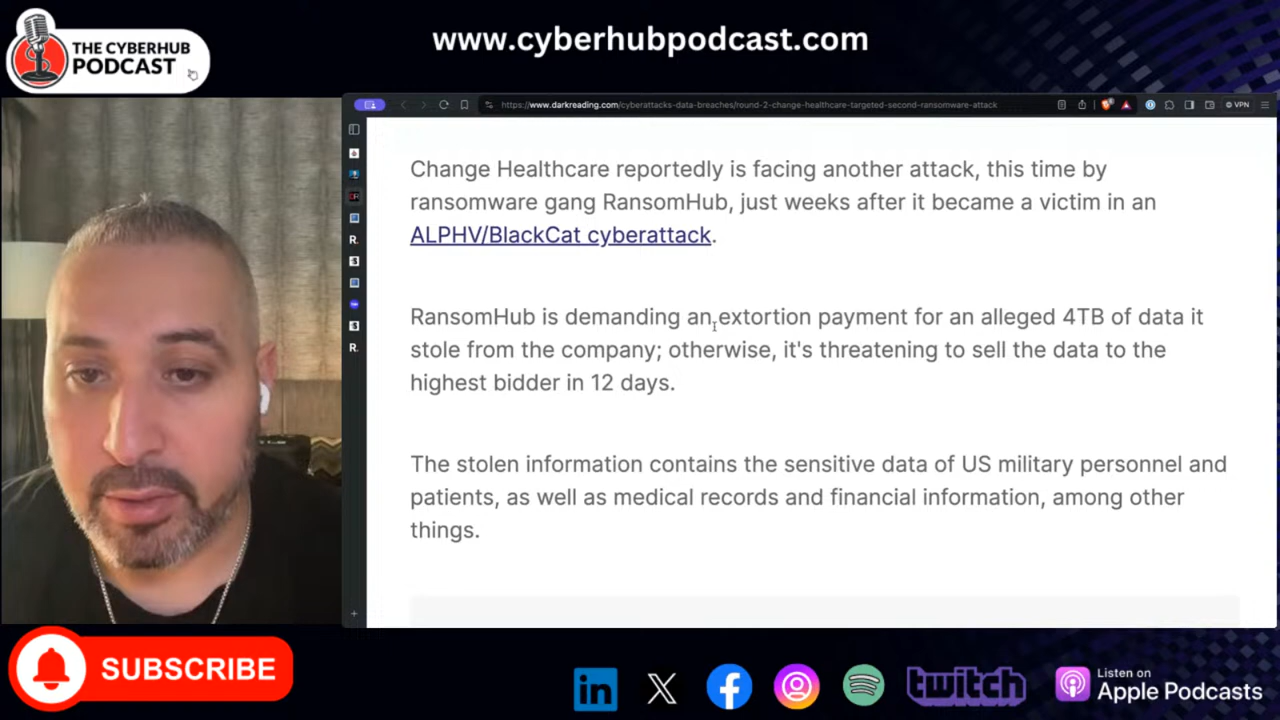 www.cyberhubpodcast.com
THE CYBERHUB
PODCAST
https://www.darkreading.com/cyberattacks-data-breaches/round-2-change-healthcare-targeted-second-ransomware-attack
VPN
Change Healthcare reportedly is facing another attack, this time by
ransomware gang RansomHub, just weeks after it became a victim in an
ALPHV/BlackCat cyberattack.
RansomHub is demanding an extortion payment for an alleged 4TB of data it
stole from the company; otherwise, it's threatening to sell the data to the
highest bidder in 12 days.
The stolen information contains the sensitive data of US military personnel and
patients, as well as medical records and financial information, among other
things.
SUBSCRIBE
in
X
f
twitch
Listen on
Apple Podcasts